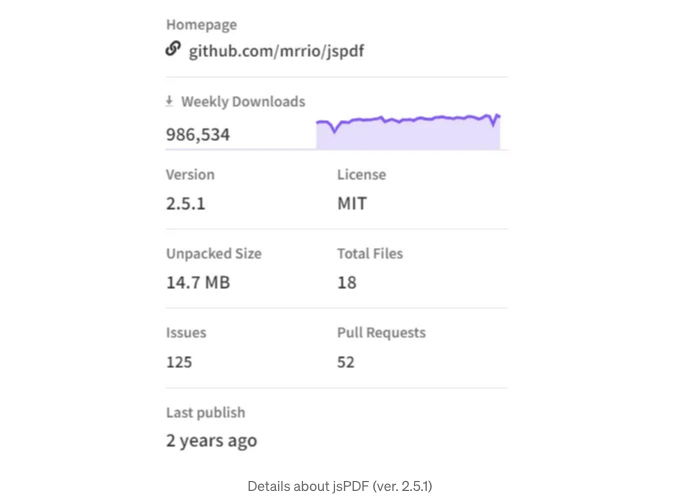 Homepage
github.com/mrrio/jspdf
Weekly Downloads
986,534
Version License
2.5.1 MIT
Unpacked Size Total Files
14.7 MB 18
Issues Pull Requests
125 52
Last publish
2 years ago
Details about jsPDF (ver. 2.5.1)